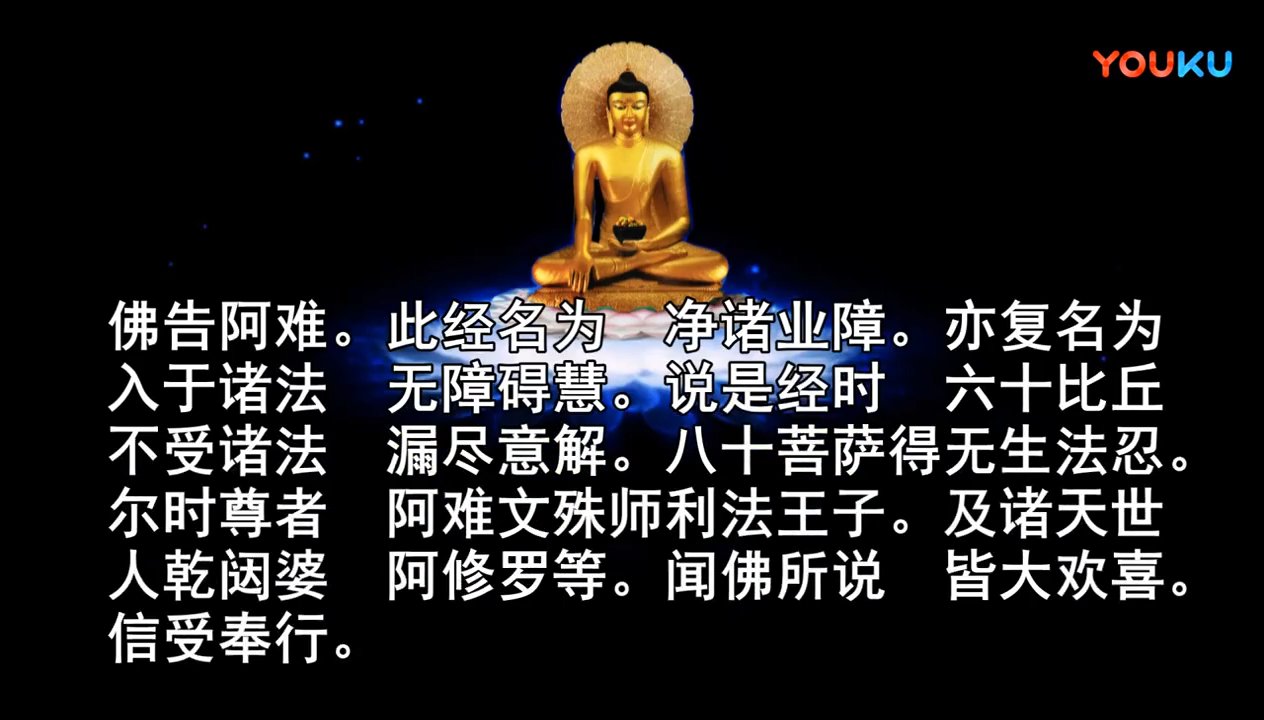 YOUKU
佛告阿难。此经名为　净诸业障。亦复名为
入于诸法　无障碍慧。说是经时　六十比丘
不受诸法　漏尽意解。八十菩萨得无生法忍。
尔时尊者　阿难文殊师利法王子。及诸天世
人乾闼婆　阿修罗等。闻佛所说　皆大欢喜。
信受奉行。